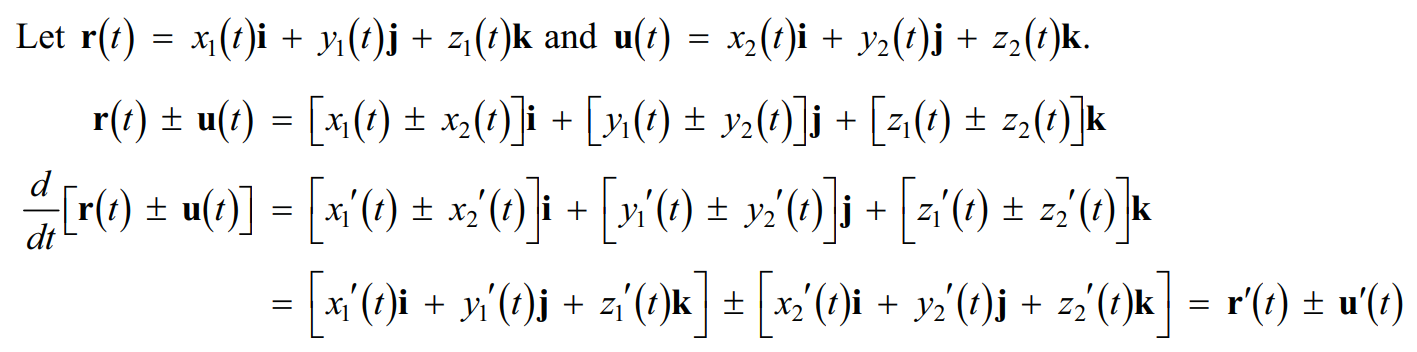 Let r(t) = x₁(t)i + y₁(t)j + z₁(t)k and u(t) = x₂(t)i + y₂(t)j + z₂(t)k.
r(t) ± u(t) = [x₁(t) ± x₂(t)]i + [y₁(t) ± y₂(t)]j + [z₁(t) ± z₂(t)]k
d/dt[r(t) ± u(t)] = [x₁′(t) ± x₂′(t)]i + [y₁′(t) ± y₂′(t)]j + [z₁′(t) ± z₂′(t)]k
= [x₁′(t)i + y₁′(t)j + z₁′(t)k] ± [x₂′(t)i + y₂′(t)j + z₂′(t)k] = r′(t) ± u′(t)